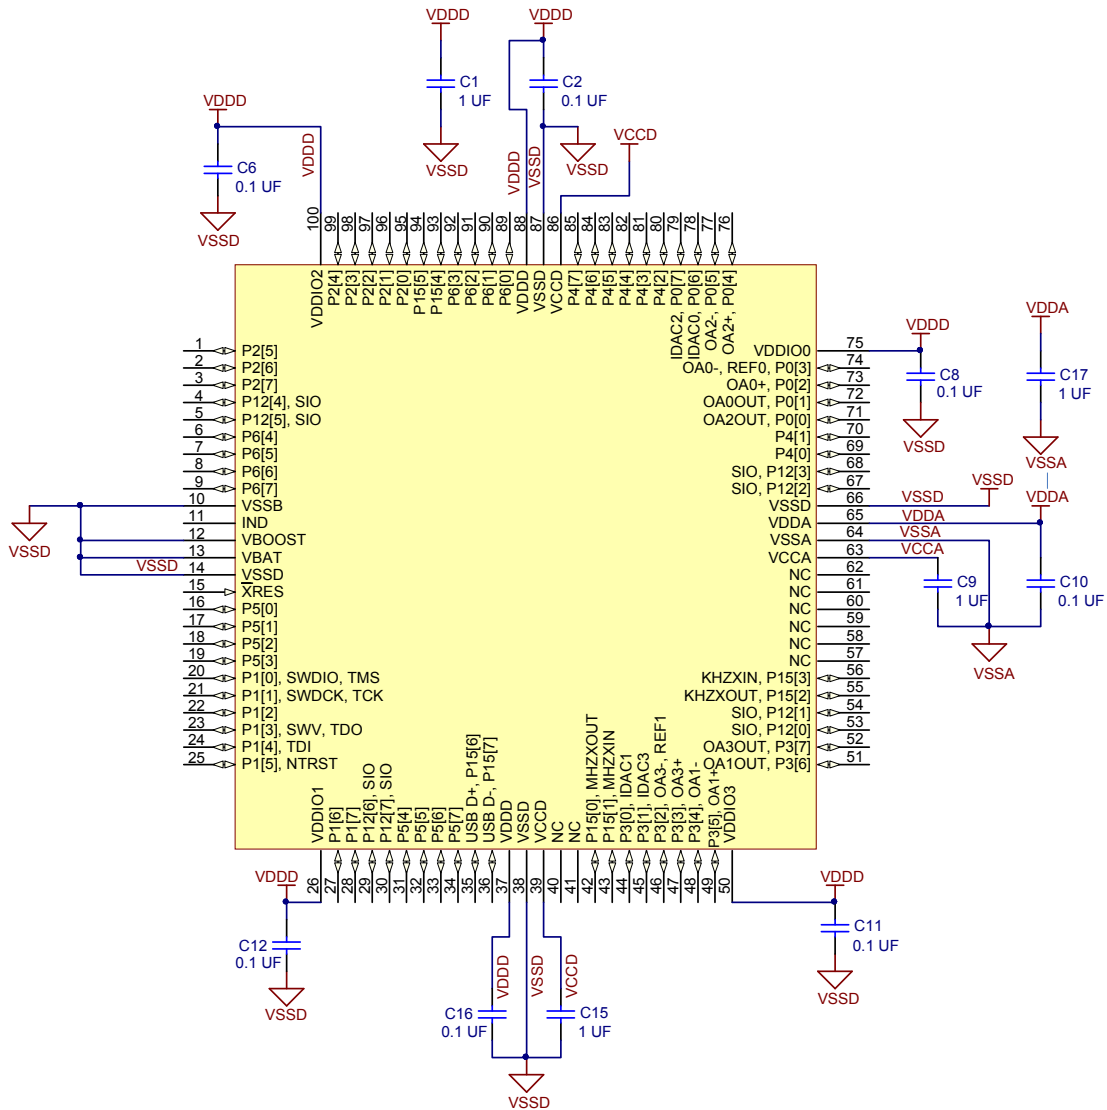 VDDD
VDDD
C1
1 UF
C2
0.1 UF
VDDD
VCCD
VDDD
VDDD
VSSD
VSSD
VSSD
C6
0.1 UF
VSSD
100
99
98
97
96
95
94
93
92
91
90
89
88
87
86
85
84
83
82
81
80
79
78
77
76
VDDIO2
P2[4]
P2[3]
P2[2]
P2[1]
P2[0]
P15[5]
P15[4]
P6[3]
P6[2]
P6[1]
P6[0]
VDDD
VSSD
VCCD
P4[7]
P4[6]
P4[5]
P4[4]
P4[3]
P4[2]
IDAC2, P0[7]
IDAC0, P0[6]
OA2-, P0[5]
OA2+, P0[4]
1 P2[5]
2 P2[6]
3 P2[7]
4 P12[4], SIO
5 P12[5], SIO
6 P6[4]
7 P6[5]
8 P6[6]
9 P6[7]
10 VSSB
11 IND
12 VBOOST
13 VBAT
14 VSSD
15 XRES
16 P5[0]
17 P5[1]
18 P5[2]
19 P5[3]
20 P1[0], SWDIO, TMS
21 P1[1], SWDCK, TCK
22 P1[2]
23 P1[3], SWV, TDO
24 P1[4], TDI
25 P1[5], NTRST
VSSD
VSSD
VDDIO0 75
OA0-, REF0, P0[3] 74
OA0+, P0[2] 73
OA0OUT, P0[1] 72
OA2OUT, P0[0] 71
P4[1] 70
P4[0] 69
SIO, P12[3] 68
SIO, P12[2] 67
VSSD 66
VDDA 65
VSSA 64
VCCA 63
NC 62
NC 61
NC 60
NC 59
NC 58
NC 57
KHZXIN, P15[3] 56
KHZXOUT, P15[2] 55
SIO, P12[1] 54
SIO, P12[0] 53
OA3OUT, P3[7] 52
OA1OUT, P3[6] 51
VDDD
C8
0.1 UF
VSSD
VDDA
C17
1 UF
VSSA
VSSD
VSSD
VDDA
VDDA
VSSA
VCCA
C9
1 UF
C10
0.1 UF
VSSA
VDDIO1
P1[6]
P1[7]
P12[6], SIO
P12[7], SIO
P5[4]
P5[5]
P5[6]
P5[7]
USB D+, P15[6]
USB D-, P15[7]
VDDD
VSSD
VCCD
NC
NC
P15[0], MHZXOUT
P15[1], MHZXIN
P3[0], IDAC1
P3[1], IDAC3
P3[2], OA3-, REF1
P3[3], OA3+
P3[4], OA1-
P3[5], OA1+
VDDIO3
26
27
28
29
30
31
32
33
34
35
36
37
38
39
40
41
42
43
44
45
46
47
48
49
50
VDDD
C12
0.1 UF
VSSD
VDDD
VSSD
VCCD
C16
0.1 UF
C15
1 UF
VSSD
VDDD
C11
0.1 UF
VSSD